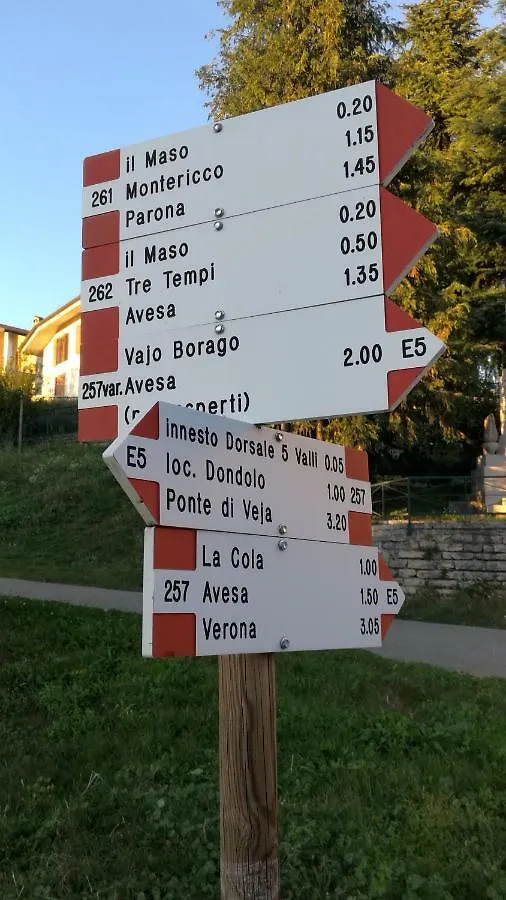 il Maso 0.20
261 Montericco 1.15
Parona 1.45
il Maso 0.20
262 Tre Tempi 0.50
Avesa 1.35
Vajo Borago 2.00 E5
257var. Avesa
innesto Dorsale 5 Valli 0.05
E5 loc. Dondolo 1.00 257
Ponte di Veja 3.20
La Cola 1.00
257 Avesa 1.50 E5
Verona 3.05